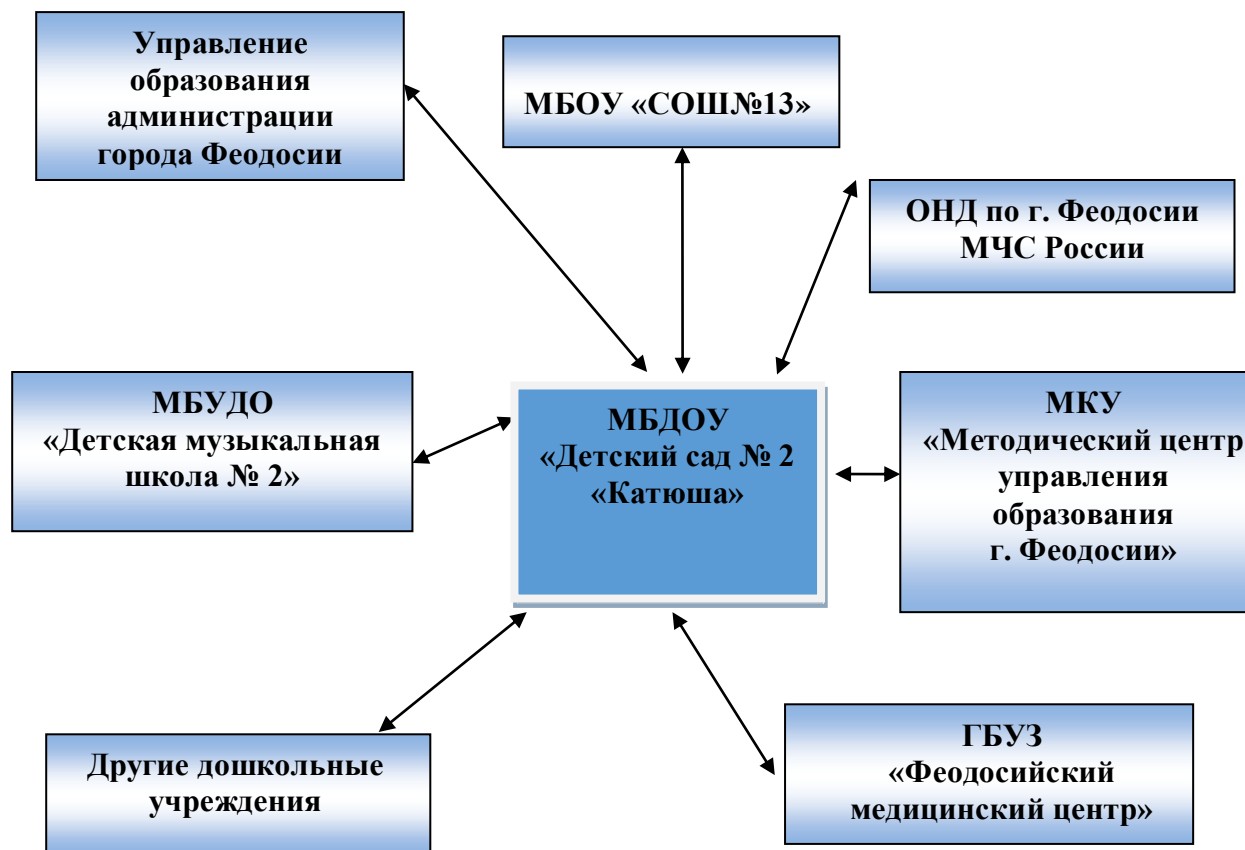 Управление
образования
администрации
города Феодосии
МБОУ «СОШ№13»
ОНД по г. Феодосии
МЧС России
МБУДО
«Детская музыкальная
школа № 2»
МБДОУ
«Детский сад № 2
«Катюша»
МКУ
«Методический центр
управления
образования
г. Феодосии»
Другие дошкольные
учреждения
ГБУЗ
«Феодосийский
медицинский центр»